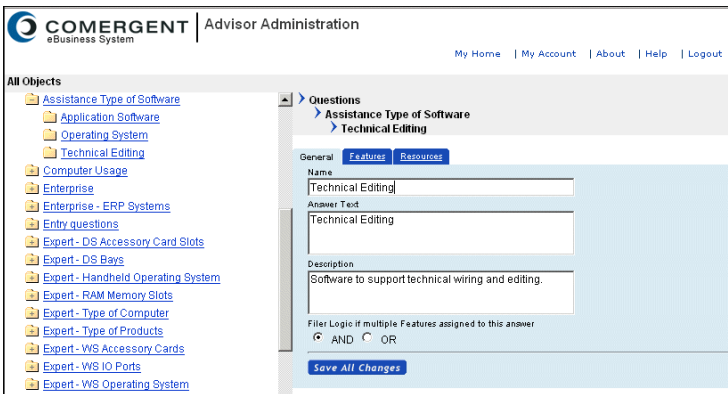 COMERGENT
eBusiness System
Advisor Administration
My Home | My Account | About | Help | Logout
All Objects
Assistance Type of Software
Application Software
Operating System
Technical Editing
Computer Usage
Enterprise
Enterprise - ERP Systems
Entry questions
Expert - DS Accessory Card Slots
Expert - DS Bays
Expert - Handheld Operating System
Expert - RAM Memory Slots
Expert - Type of Computer
Expert - Type of Products
Expert - WS Accessory Cards
Expert - WS IO Ports
Expert - WS Operating System
Questions
Assistance Type of Software
Technical Editing
General Features Resources
Name
Technical Editing
Answer Text
Technical Editing
Description
Software to support technical wiring and editing.
Filer Logic if multiple Features assigned to this answer
AND OR
Save All Changes